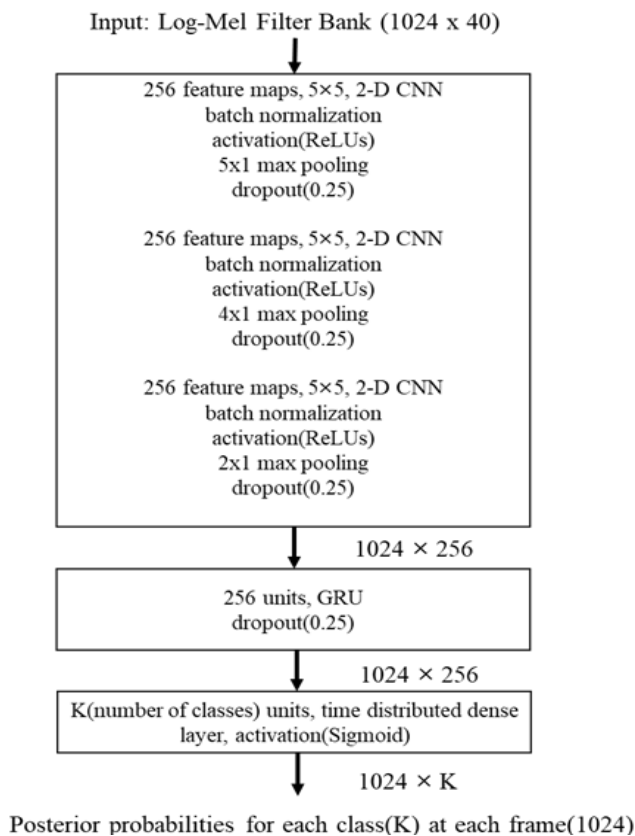 Input: Log-Mel Filter Bank (1024 x 40)
256 feature maps, 5×5, 2-D CNN
batch normalization
activation(ReLUs)
5x1 max pooling
dropout(0.25)
256 feature maps, 5×5, 2-D CNN
batch normalization
activation(ReLUs)
4x1 max pooling
dropout(0.25)
256 feature maps, 5×5, 2-D CNN
batch normalization
activation(ReLUs)
2x1 max pooling
dropout(0.25)
1024 × 256
256 units, GRU
dropout(0.25)
1024 × 256
K(number of classes) units, time distributed dense
layer, activation(Sigmoid)
1024 × K
Posterior probabilities for each class(K) at each frame(1024)